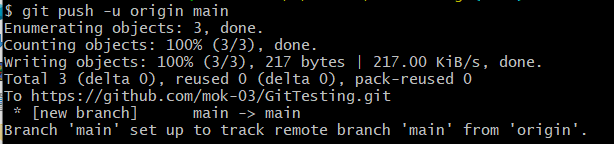 $ git push -u origin main
Enumerating objects: 3, done.
Counting objects: 100% (3/3), done.
Writing objects: 100% (3/3), 217 bytes | 217.00 KiB/s, done.
Total 3 (delta 0), reused 0 (delta 0), pack-reused 0
To https://github.com/mok-03/GitTesting.git
 * [new branch]      main -> main
Branch 'main' set up to track remote branch 'main' from 'origin'.